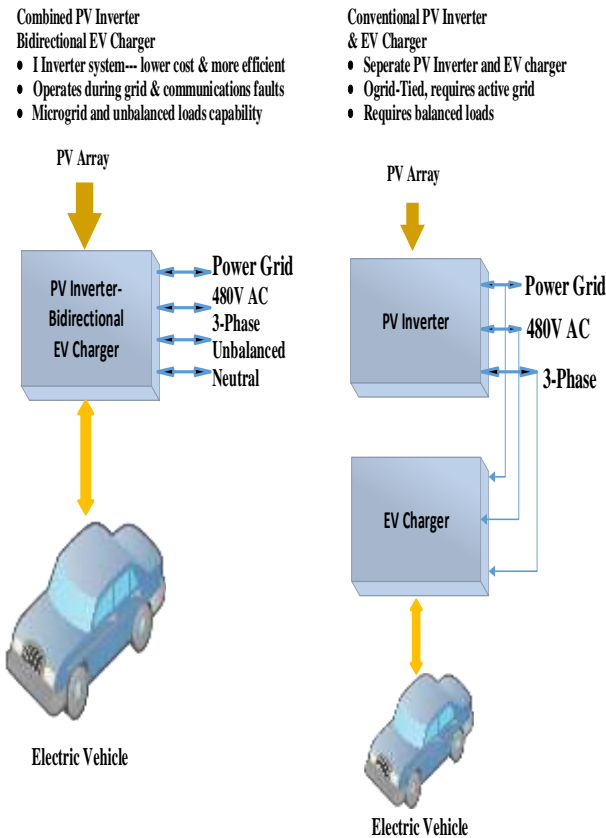 Combined PV Inverter
Bidirectional EV Charger
• I Inverter system--- lower cost & more efficient
• Operates during grid & communications faults
• Microgrid and unbalanced loads capability
PV Array
PV Inverter-
Bidirectional
EV Charger
Power Grid
480V AC
3-Phase
Unbalanced
Neutral
Electric Vehicle
Conventional PV Inverter
& EV Charger
• Seperate PV Inverter and EV charger
• Ogrid-Tied, requires active grid
• Requires balanced loads
PV Array
PV Inverter
Power Grid
480V AC
3-Phase
EV Charger
Electric Vehicle